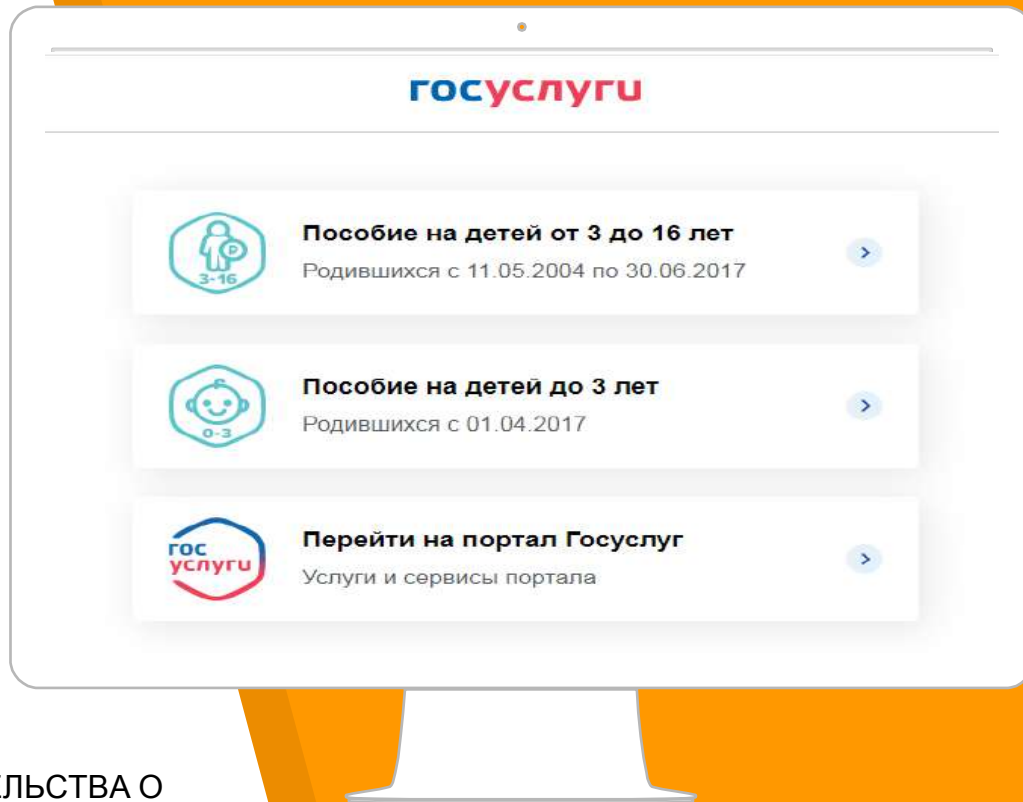 госуслуги
Пособие на детей от 3 до 16 лет
Родившихся с 11.05.2004 по 30.06.2017
3-16
Пособие на детей до 3 лет
Родившихся с 01.04.2017
0-3
Перейти на портал Госуслуг
Услуги и сервисы портала
гос
услуги
ЕЛЬСТВА О